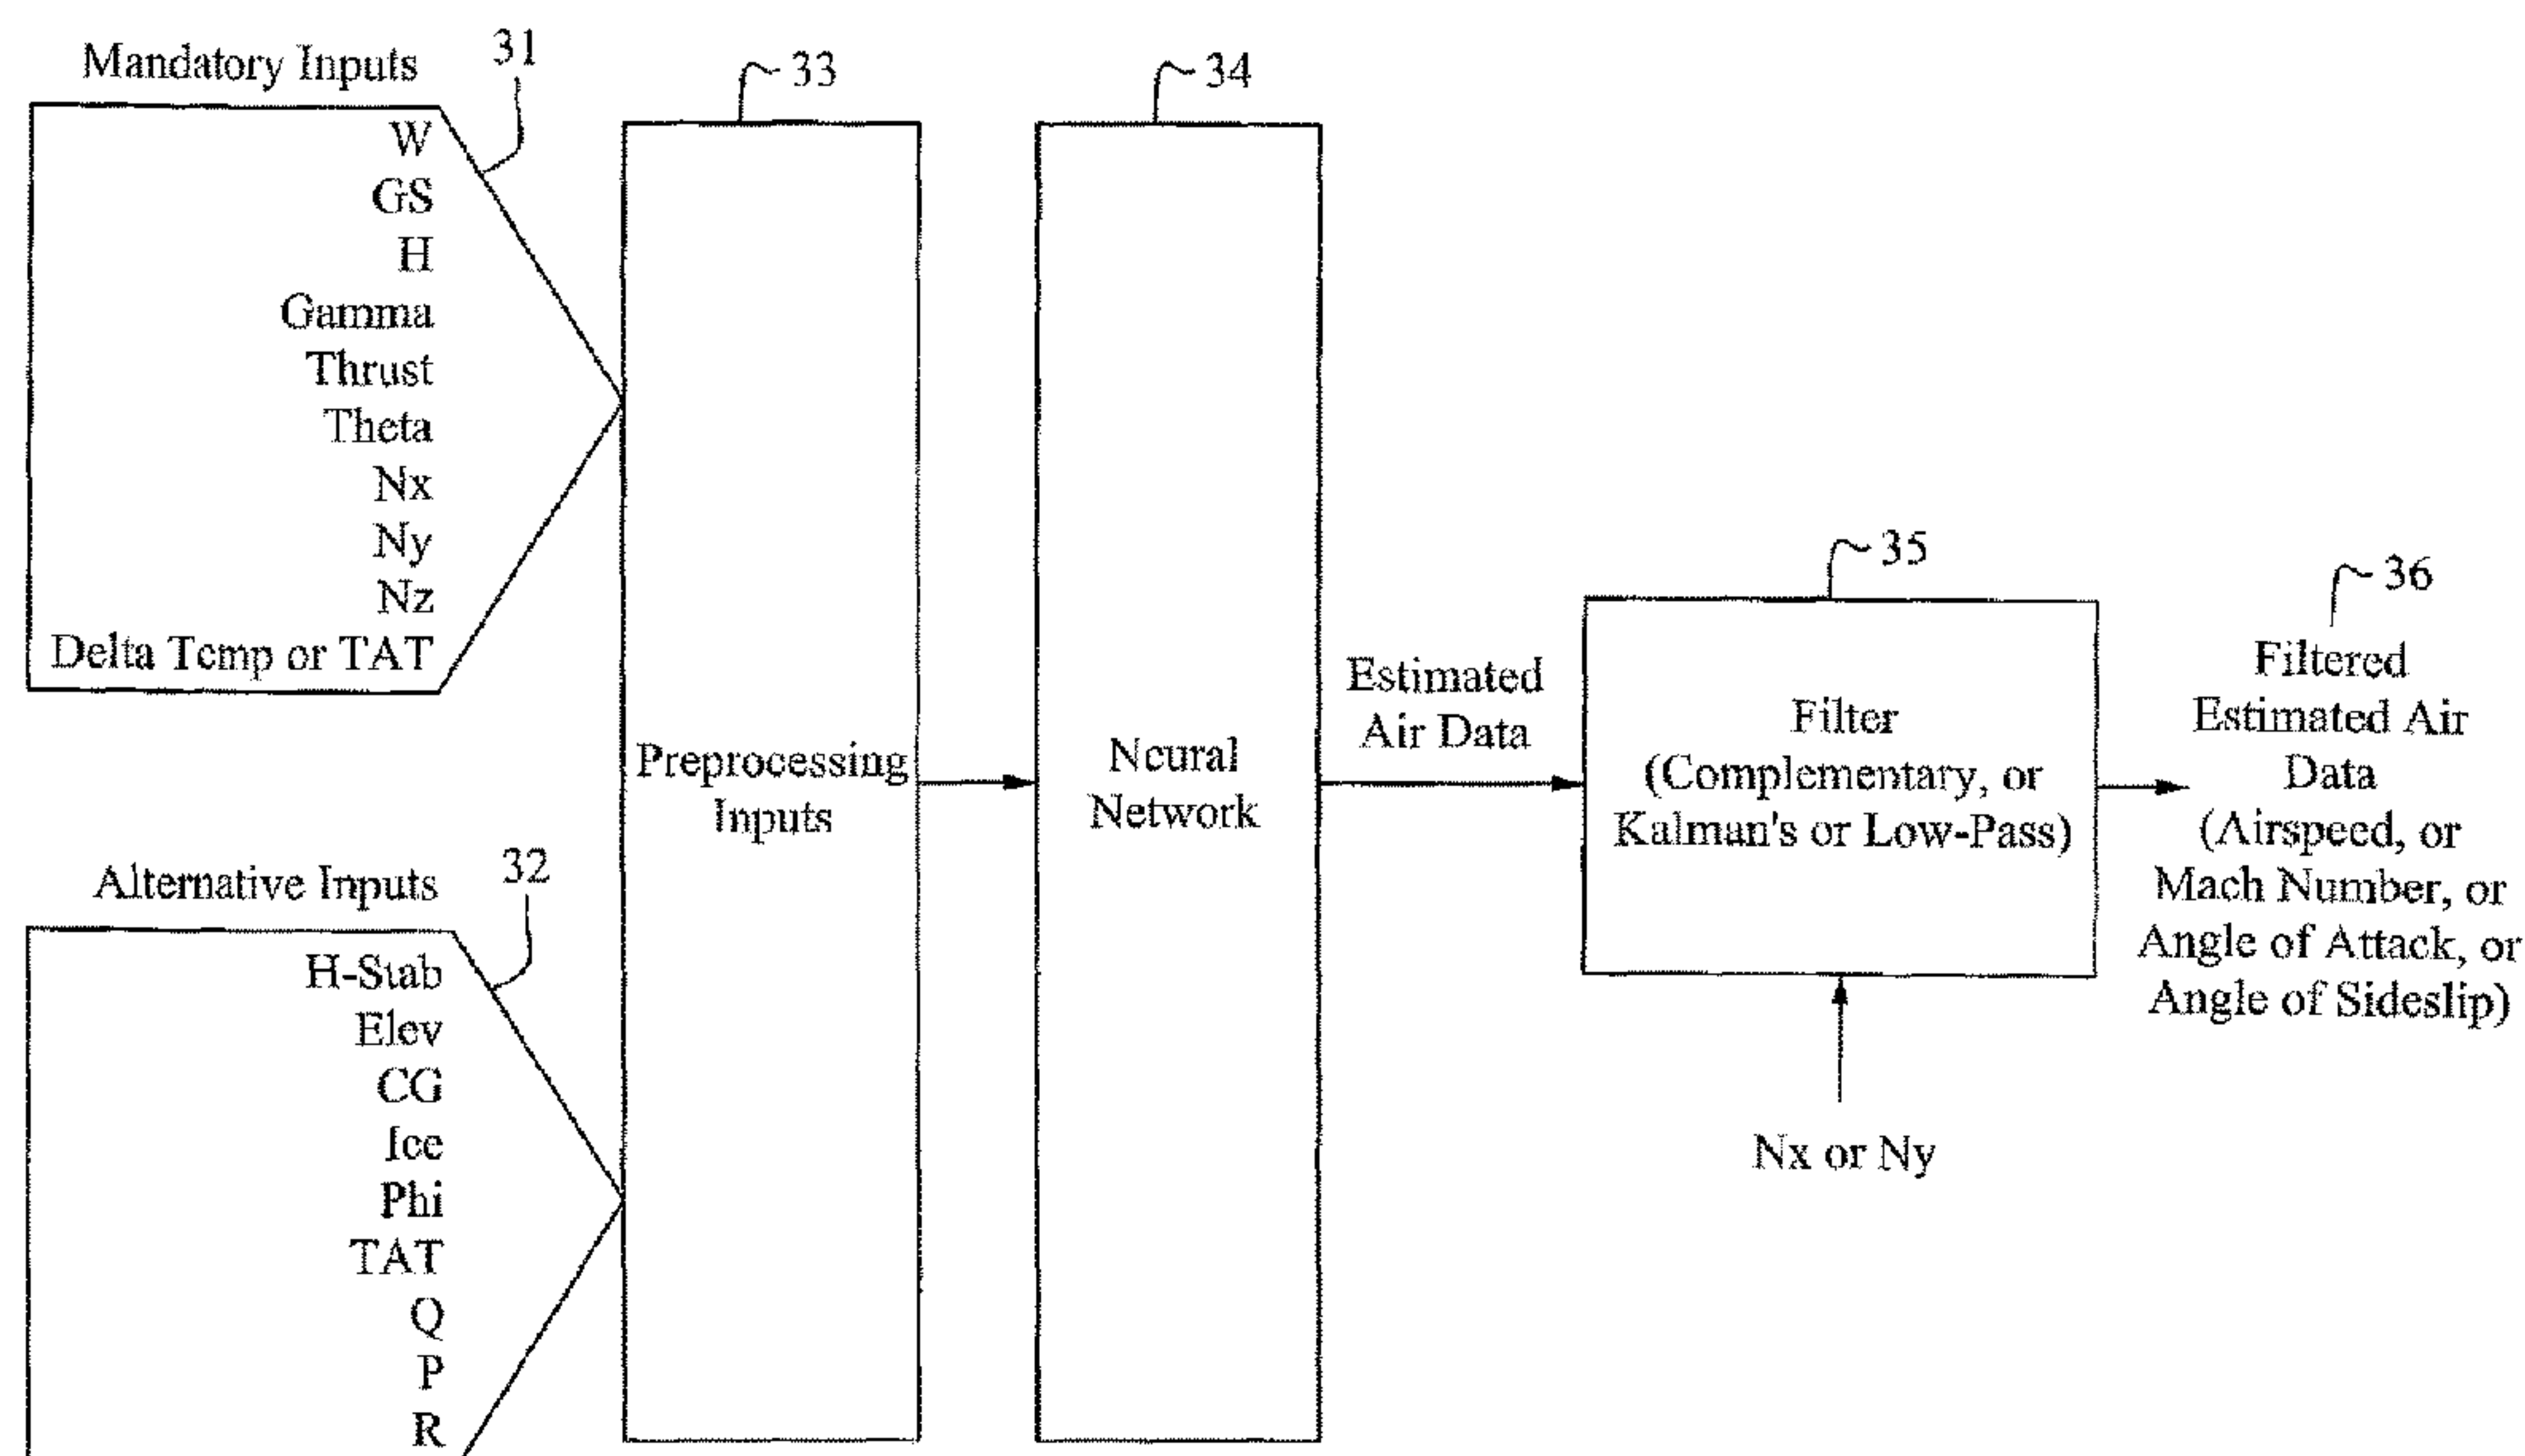 Mandatory Inputs
31
W
GS
H
Gamma
Thrust
Theta
Nx
Ny
Nz
Delta Temp or TAT
Alternative Inputs
32
H-Stab
Elev
CG
Ice
Phi
TAT
Q
P
R
33
Preprocessing
Inputs
34
Neural
Network
Estimated
Air Data
35
Filter
(Complementary, or
Kalman's or Low-Pass)
Nx or Ny
36
Filtered
Estimated Air
Data
(Airspeed, or
Mach Number, or
Angle of Attack, or
Angle of Sideslip)